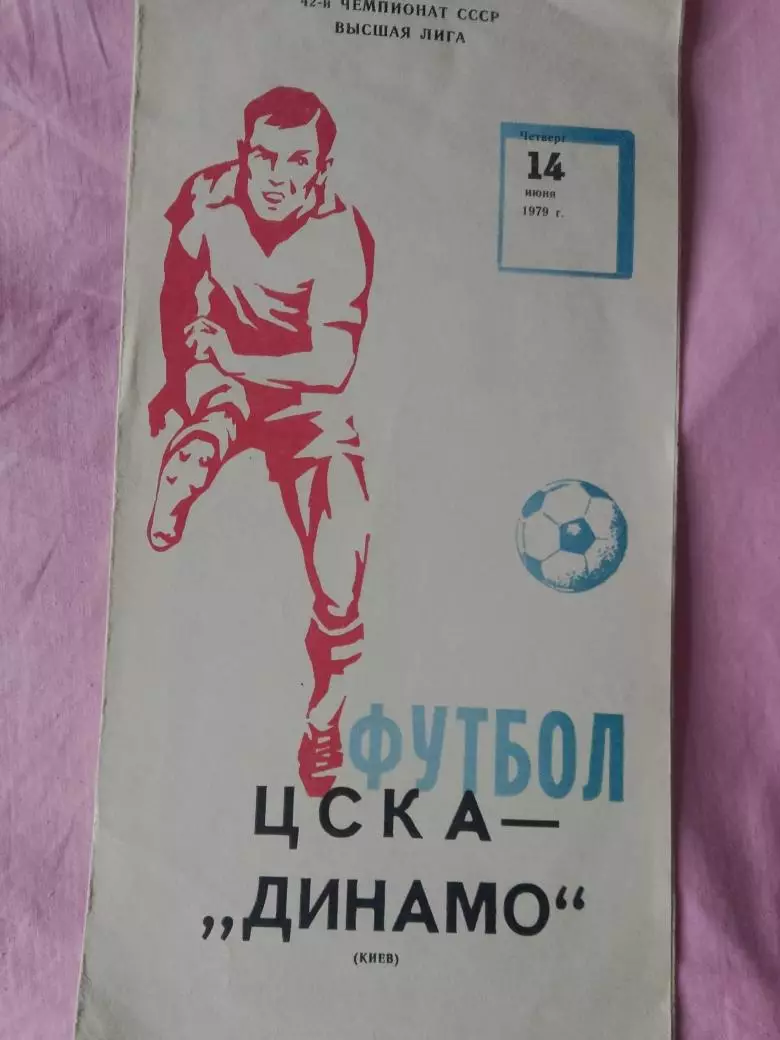 42-й ЧЕМПИОНАТ СССР
ВЫСШАЯ ЛИГА
Четверг
14
июня
1979 г.
ФУТБОЛ
ЦСКА—
„ДИНАМО“
(КИЕВ)